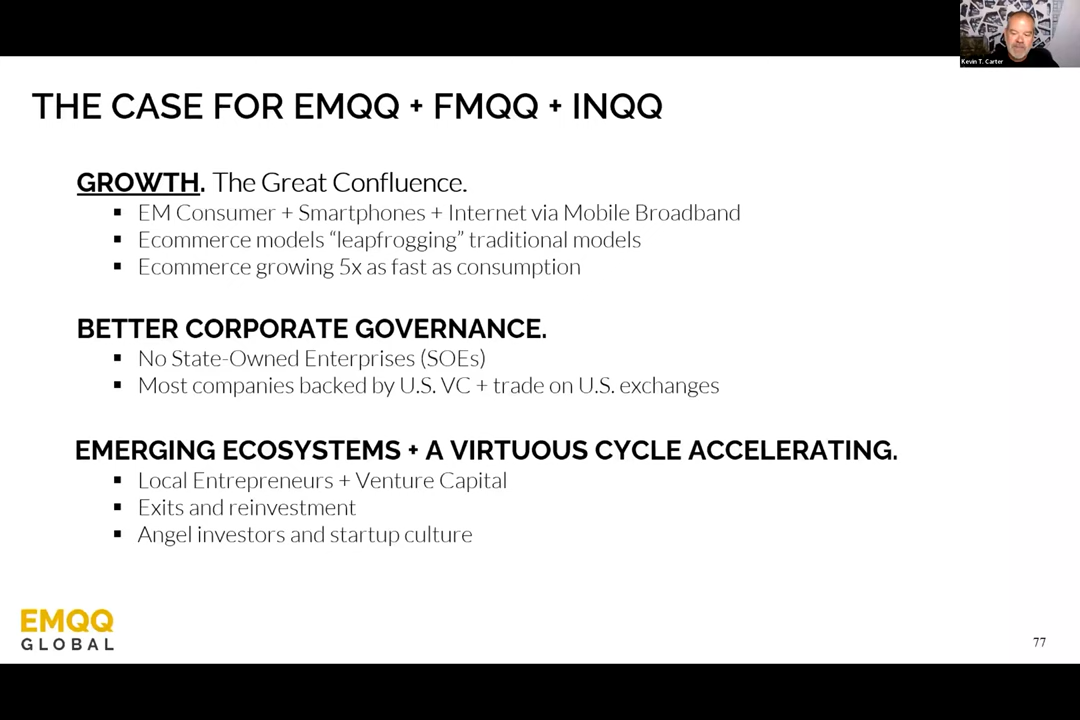 Kevin T. Carter
THE CASE FOR EMQQ + FMQQ + INQQ
GROWTH. The Great Confluence.
▪ EM Consumer + Smartphones + Internet via Mobile Broadband
▪ Ecommerce models “leapfrogging” traditional models
▪ Ecommerce growing 5x as fast as consumption
BETTER CORPORATE GOVERNANCE.
▪ No State-Owned Enterprises (SOEs)
▪ Most companies backed by U.S. VC + trade on U.S. exchanges
EMERGING ECOSYSTEMS + A VIRTUOUS CYCLE ACCELERATING.
▪ Local Entrepreneurs + Venture Capital
▪ Exits and reinvestment
▪ Angel investors and startup culture
EMQQ
GLOBAL
77